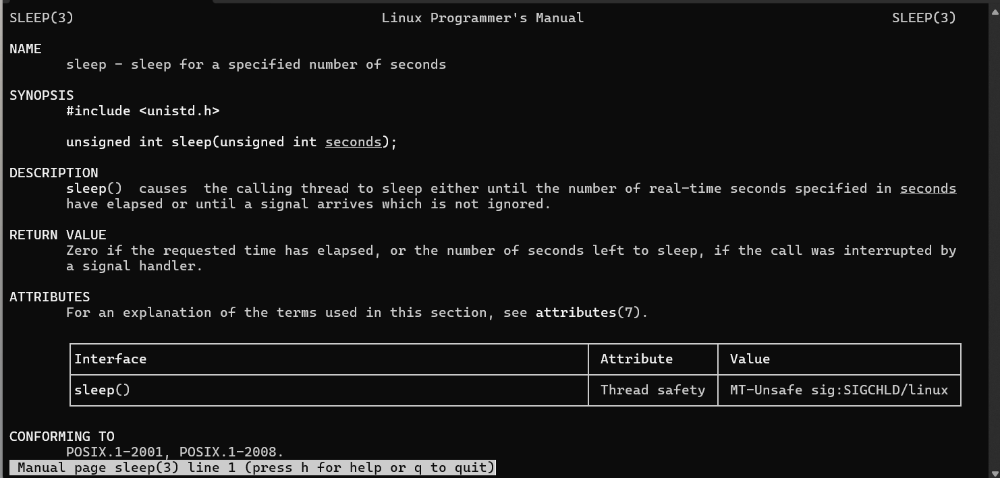 SLEEP(3) Linux Programmer's Manual SLEEP(3)
NAME
sleep - sleep for a specified number of seconds
SYNOPSIS
#include <unistd.h>
unsigned int sleep(unsigned int seconds);
DESCRIPTION
sleep()  causes  the calling thread to sleep either until the number of real-time seconds specified in seconds
have elapsed or until a signal arrives which is not ignored.
RETURN VALUE
Zero if the requested time has elapsed, or the number of seconds left to sleep, if the call was interrupted by
a signal handler.
ATTRIBUTES
For an explanation of the terms used in this section, see attributes(7).
Interface Attribute Value
sleep() Thread safety MT-Unsafe sig:SIGCHLD/linux
CONFORMING TO
POSIX.1-2001, POSIX.1-2008.
Manual page sleep(3) line 1 (press h for help or q to quit)